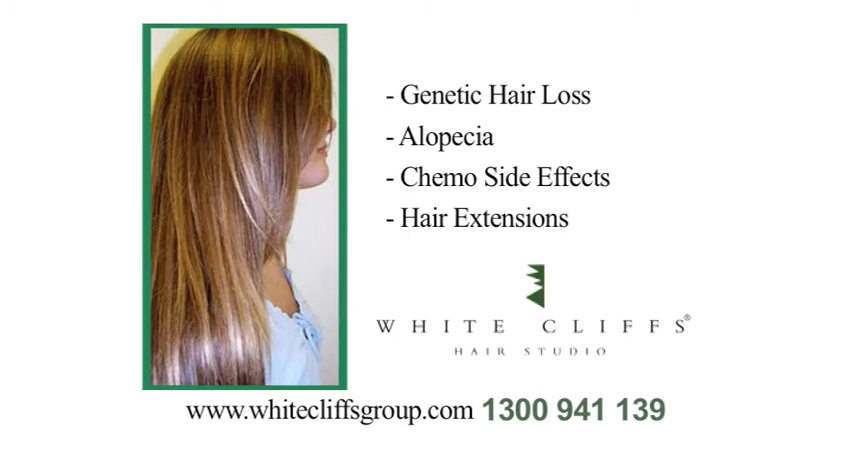 - Genetic Hair Loss
- Alopecia
- Chemo Side Effects
- Hair Extensions
WHITE CLIFFS®
HAIR STUDIO
www.whitecliffsgroup.com 1300 941 139